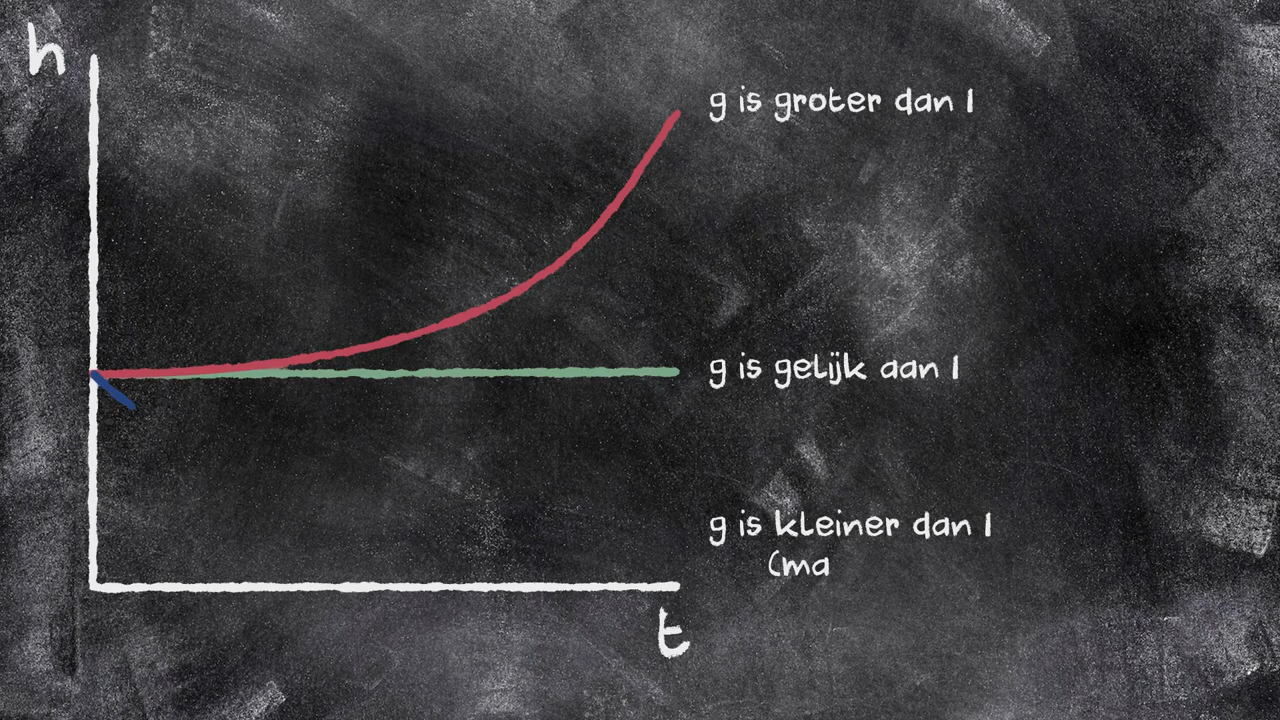 h
g is groter dan 1
g is gelijk aan 1
g is kleiner dan 1
(ma
t